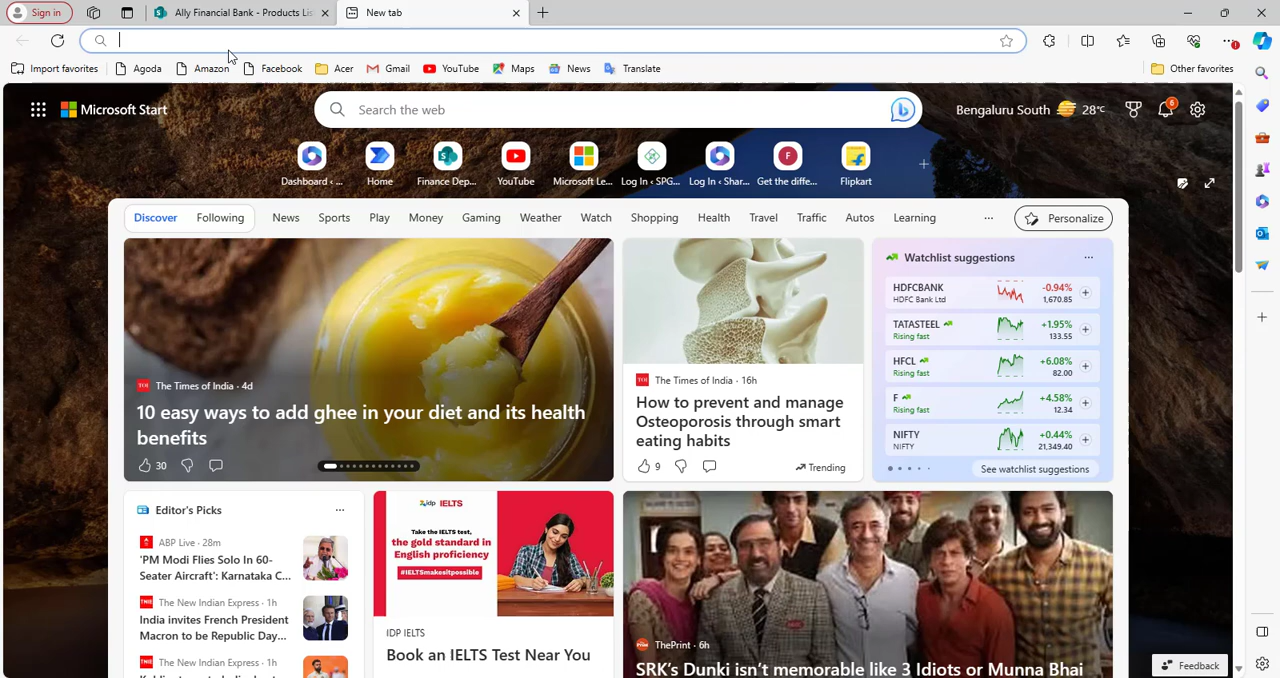 Sign in
Ally Financial Bank - Products Lis
New tab
Import favorites
Agoda
Amazon
Facebook
Acer
Gmail
YouTube
Maps
News
Translate
Other favorites
Microsoft Start
Search the web
Bengaluru South
28°C
6
Dashboard ‹ ...
Home
Finance Dep...
YouTube
Microsoft Le...
Log In ‹ SPG...
Log In ‹ Shar...
Get the diffe...
Flipkart
Discover
Following
News
Sports
Play
Money
Gaming
Weather
Watch
Shopping
Health
Travel
Traffic
Autos
Learning
Personalize
The Times of India · 4d
10 easy ways to add ghee in your diet and its health
benefits
30
The Times of India · 16h
How to prevent and manage
Osteoporosis through smart
eating habits
9
Trending
Watchlist suggestions
HDFCBANK
HDFC Bank Ltd
-0.94%
1,670.85
TATASTEEL
Rising fast
+1.95%
133.55
HFCL
Rising fast
+6.08%
82.00
F
Rising fast
+4.58%
12.34
NIFTY
NIFTY
+0.44%
21,349.40
See watchlist suggestions
Editor's Picks
ABP Live · 28m
'PM Modi Flies Solo In 60-
Seater Aircraft': Karnataka C...
The New Indian Express · 1h
India invites French President
Macron to be Republic Day...
The New Indian Express · 1h
idp IELTS
Take the IELTS test,
the gold standard in
English proficiency
#IELTSmakesitpossible
IDP IELTS
Book an IELTS Test Near You
ThePrint · 6h
SRK's Dunki isn't memorable like 3 Idiots or Munna Bhai
Feedback